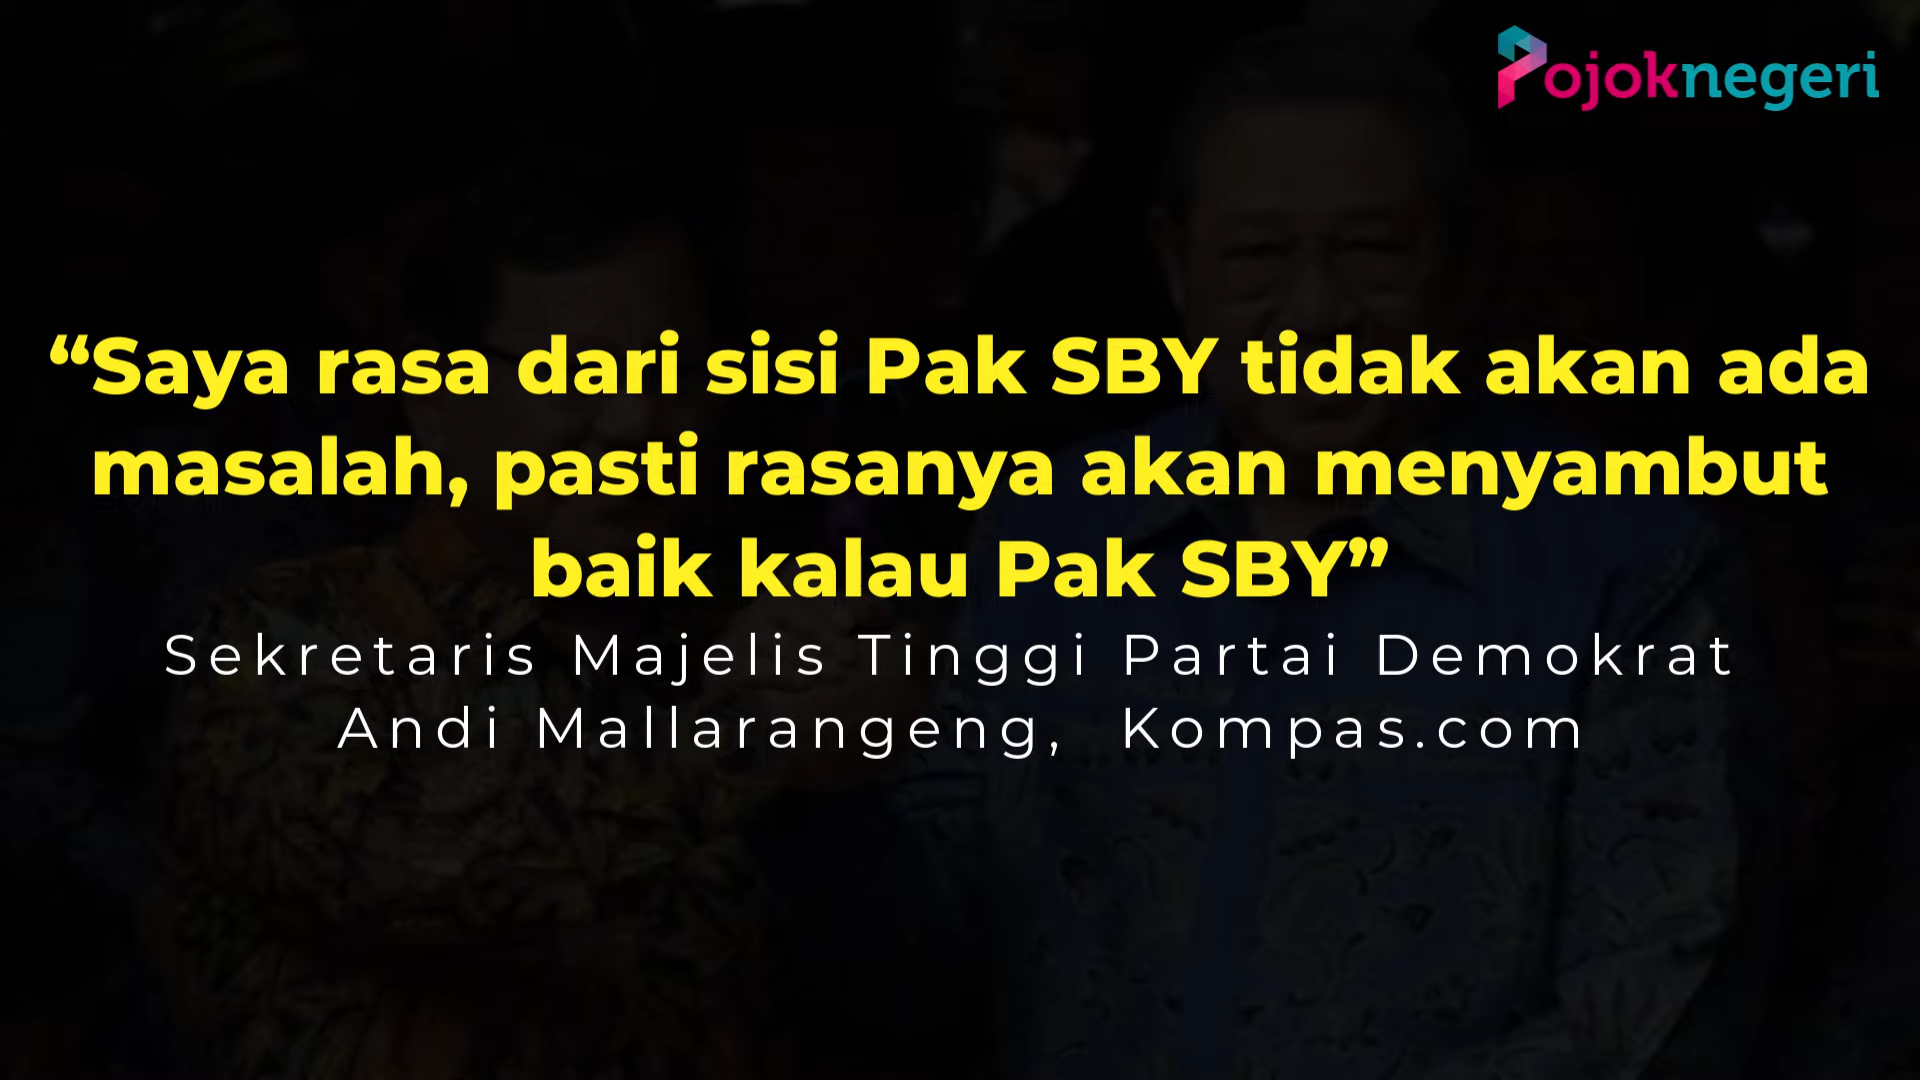 Pojoknegeri
“Saya rasa dari sisi Pak SBY tidak akan ada
masalah, pasti rasanya akan menyambut
baik kalau Pak SBY”
Sekretaris Majelis Tinggi Partai Demokrat
Andi Mallarangeng, Kompas.com